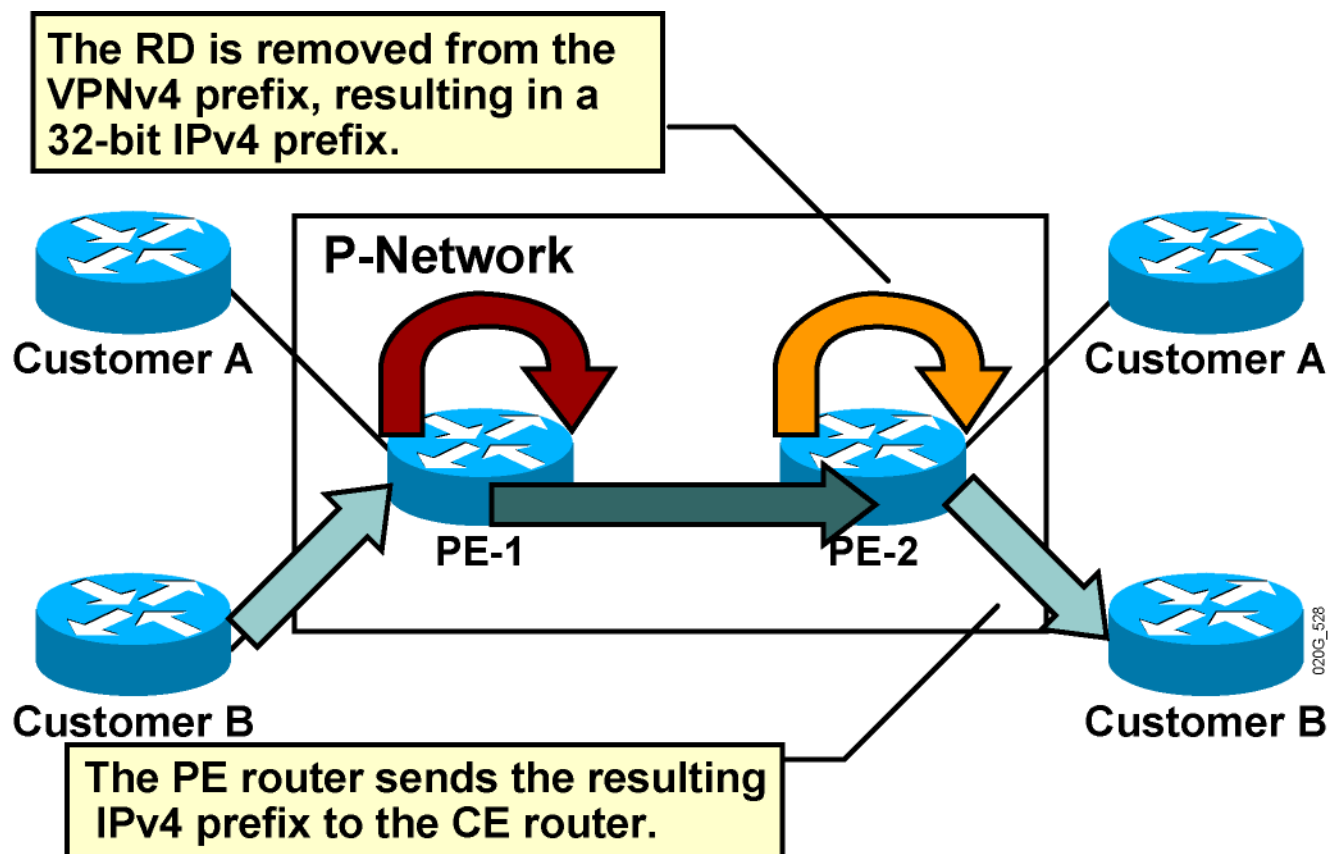 The RD is removed from the
VPNv4 prefix, resulting in a
32-bit IPv4 prefix.
P-Network
Customer A
Customer A
PE-1
PE-2
Customer B
Customer B
020G_528
The PE router sends the resulting
IPv4 prefix to the CE router.